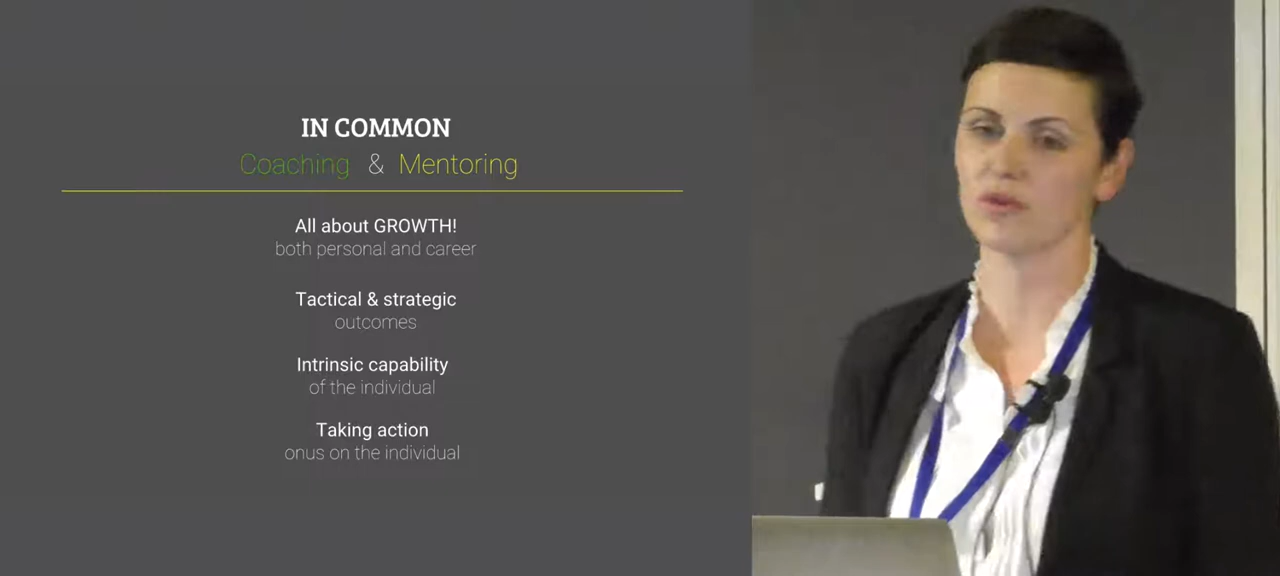 IN COMMON
Coaching & Mentoring
All about GROWTH!
both personal and career
Tactical & strategic
outcomes
Intrinsic capability
of the individual
Taking action
onus on the individual